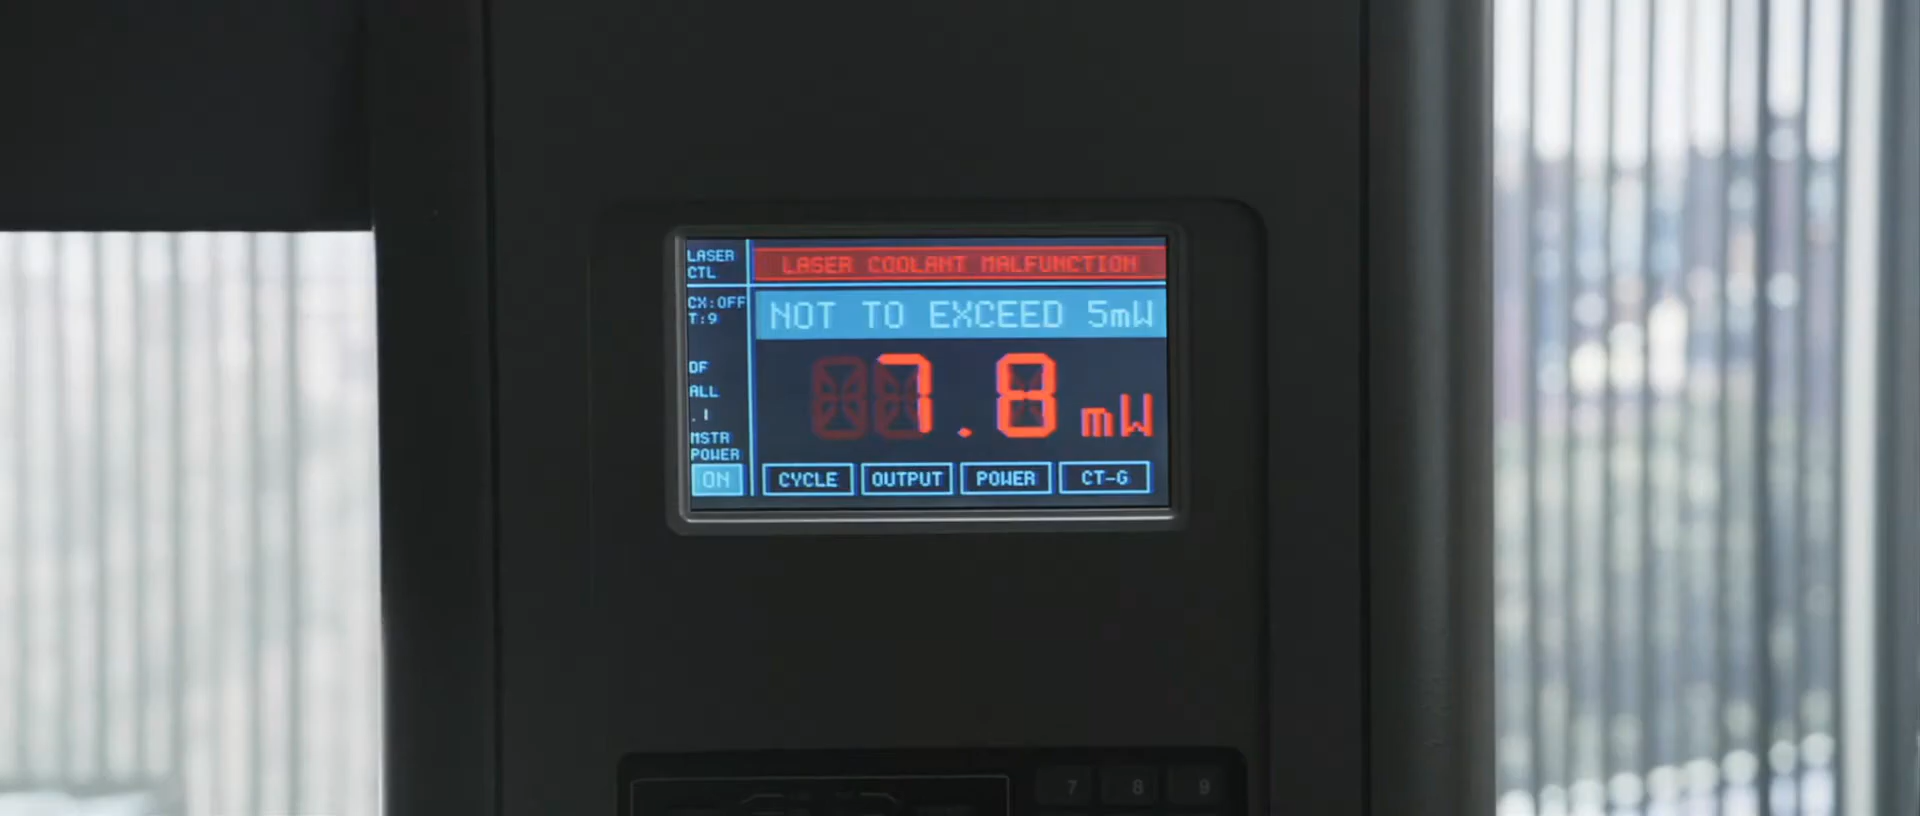 LASER
CTL
LASER COOLANT MALFUNCTION
CX:OFF
T:9
NOT TO EXCEED 5mW
7.8 mW
DF
ALL
.1
MSTR
POWER
ON
CYCLE
OUTPUT
POWER
CT-G
7
8
9